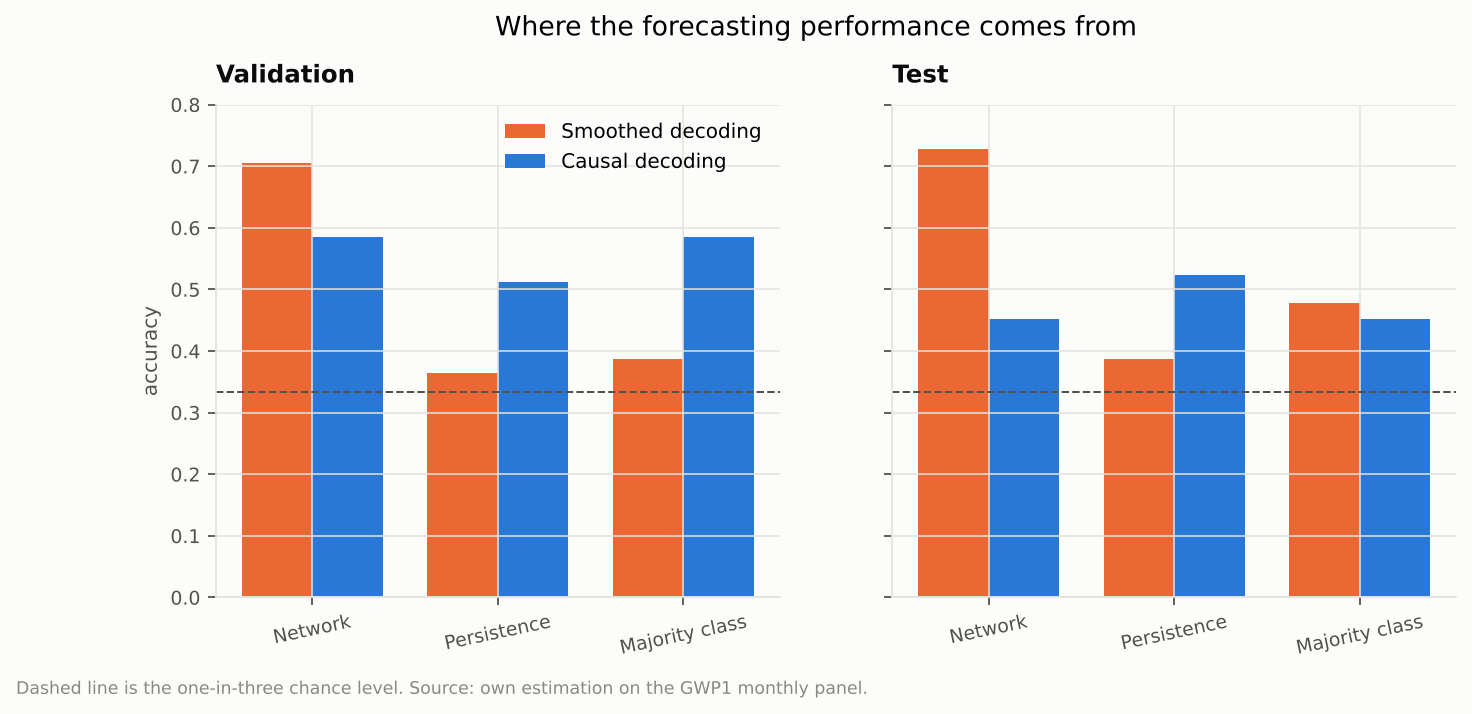 Where the forecasting performance comes from
Validation
Test
Smoothed decoding
Causal decoding
accuracy
0.8
0.7
0.6
0.5
0.4
0.3
0.2
0.1
0.0
Network
Persistence
Majority class
Network
Persistence
Majority class
Dashed line is the one-in-three chance level. Source: own estimation on the GWP1 monthly panel.